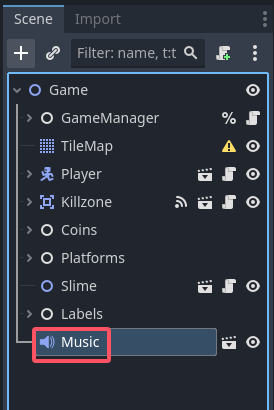 Scene Import
Filter: name, t:t
Game
GameManager %
TileMap
Player
Killzone
Coins
Platforms
Slime
Labels
Music